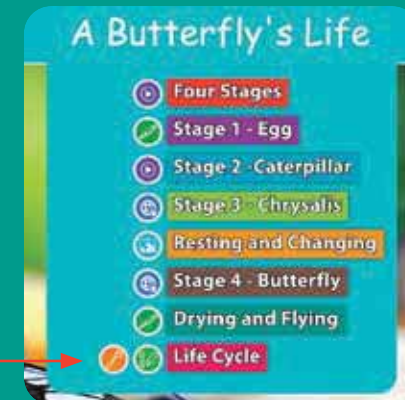 A Butterfly's Life
Four Stages
Stage 1 - Egg
Stage 2 -Caterpillar
Stage 3 - Chrysalis
Resting and Changing
Stage 4 - Butterfly
Drying and Flying
Life Cycle